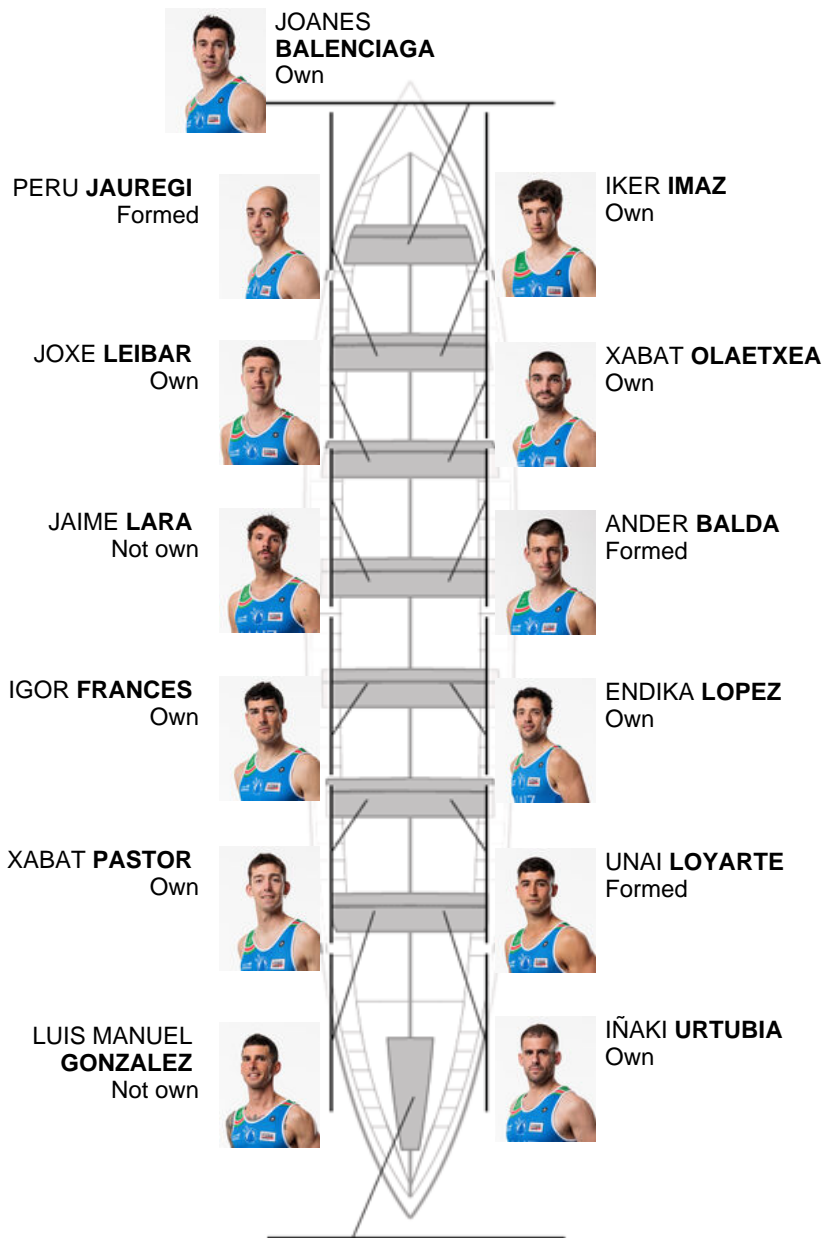 JOANES
BALENCIAGA
Own
PERU JAUREGI
Formed
IKER IMAZ
Own
JOXE LEIBAR
Own
XABAT OLAETXEA
Own
JAIME LARA
Not own
ANDER BALDA
Formed
IGOR FRANCES
Own
ENDIKA LOPEZ
Own
XABAT PASTOR
Own
UNAI LOYARTE
Formed
LUIS MANUEL
GONZALEZ
Not own
IÑAKI URTUBIA
Own